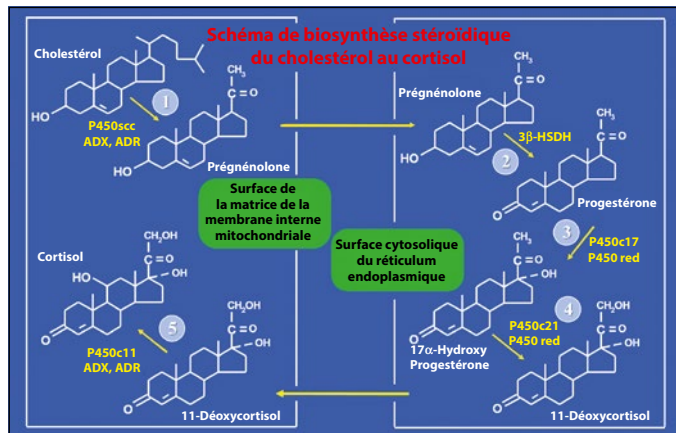 Schéma de biosynthèse stéroïdique
du cholestérol au cortisol
Cholestérol
HO
1
P450scc
ADX, ADR
CH₃
C = O
HO
Prégnénolone
Prégnénolone
CH₃
C = O
HO
3β-HSDH
2
CH₃
C = O
O
Progestérone
3
P450c17
P450 red
Surface de
la matrice de la
membrane interne
mitochondriale
Surface cytosolique
du réticulum
endoplasmique
CH₃
C = O
OH
O
17α-Hydroxy
Progestérone
4
P450c21
P450 red
CH₂OH
C = O
OH
O
11-Déoxycortisol
CH₂OH
C = O
OH
O
11-Déoxycortisol
5
P450c11
ADX, ADR
Cortisol
CH₂OH
C = O
HO
OH
O